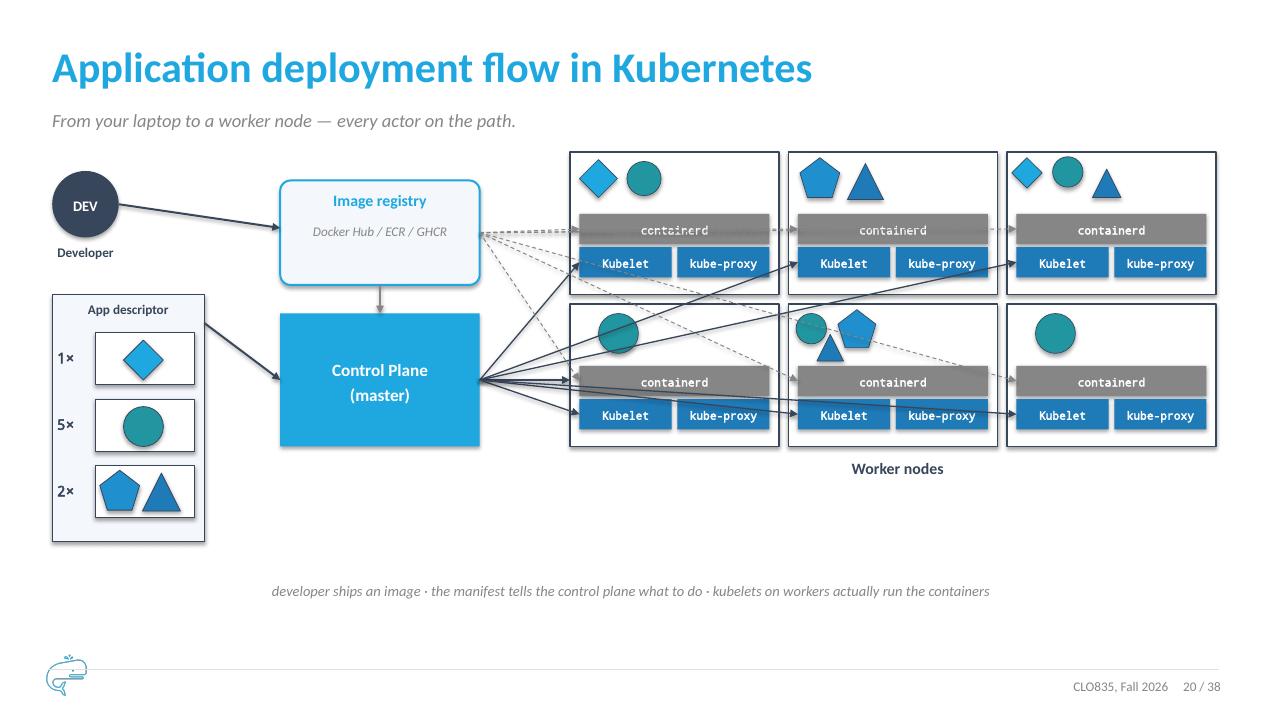 Application deployment flow in Kubernetes
From your laptop to a worker node — every actor on the path.
DEV
Developer
Image registry
Docker Hub / ECR / GHCR
App descriptor
1×
5×
2×
Control Plane
(master)
containerd
Kubelet
kube-proxy
containerd
Kubelet
kube-proxy
containerd
Kubelet
kube-proxy
containerd
Kubelet
kube-proxy
containerd
Kubelet
kube-proxy
containerd
Kubelet
kube-proxy
Worker nodes
developer ships an image · the manifest tells the control plane what to do · kubelets on workers actually run the containers
CLO835, Fall 2026 20 / 38